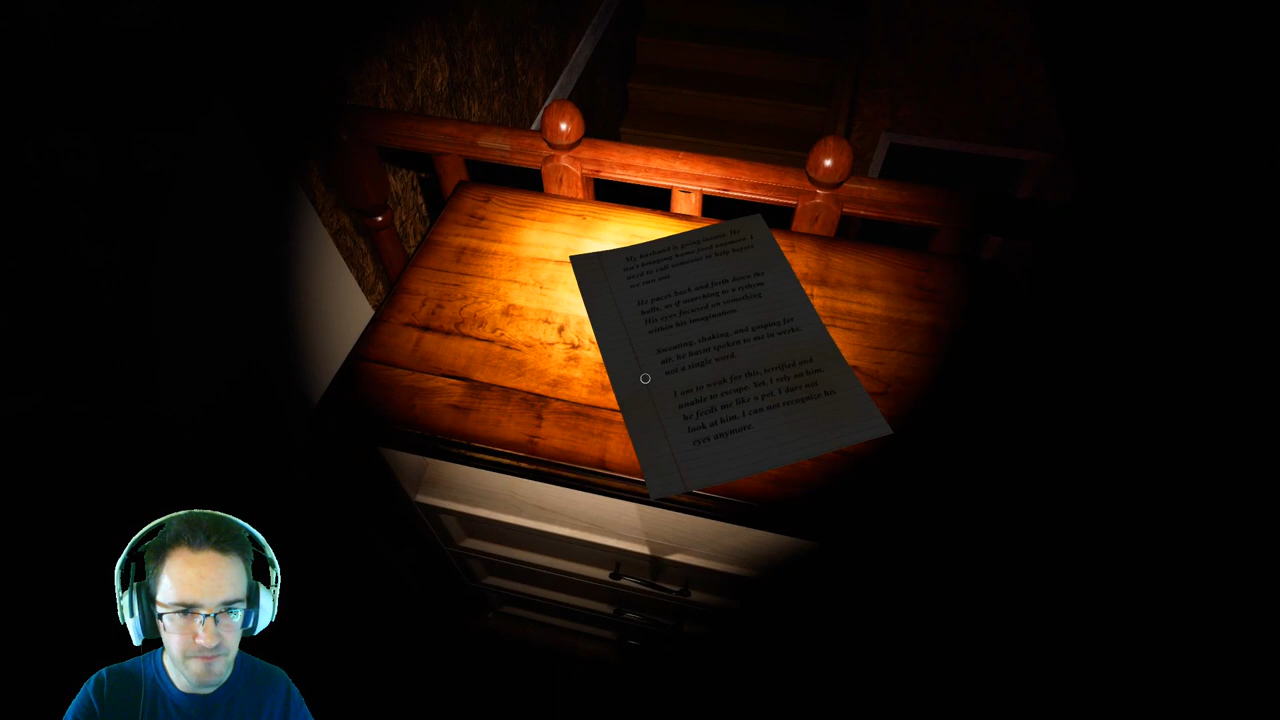 My husband is going insane. He
isn't bringing home food anymore. I
need to call someone to help before
we run out.
He paces back and forth down the
halls, as if marching to a rythym
His eyes focused on something
within his imagination.
Sweating, shaking, and gasping for
air, he hasnt spoken to me in weeks.
not a single word.
I am to weak for this, terrified and
unable to escape. Yet, I rely on him,
he feeds me like a pet. I dare not
look at him, I can not recognize his
eyes anymore.